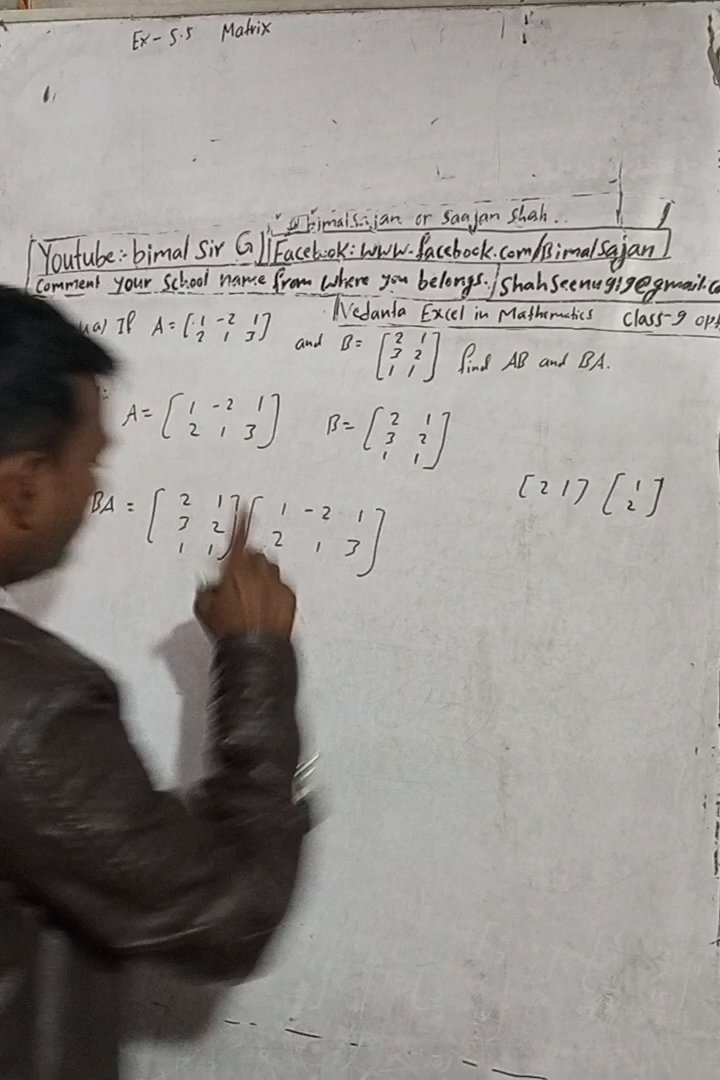 Ex - 5.5 Matrix
@bimalsajan or Saajan Shah..
Youtube:- bimal Sir G Facebook: www.facebook.com/Bimalsajan
Comment your School name from where you belongs. Shahseenu919@gmail.co
Vedanta Excel in Mathematics Class-9 opt
a) If A = [1 -2 1
2 1 3] and B = [2 1
3 2
1 1] find AB and BA.
A = [1 -2 1
2 1 3] B = [2 1
3 2
1 1]
BA = [2 1
3 2
1 1] [1 -2 1
2 1 3]
[2 1] [1
2]